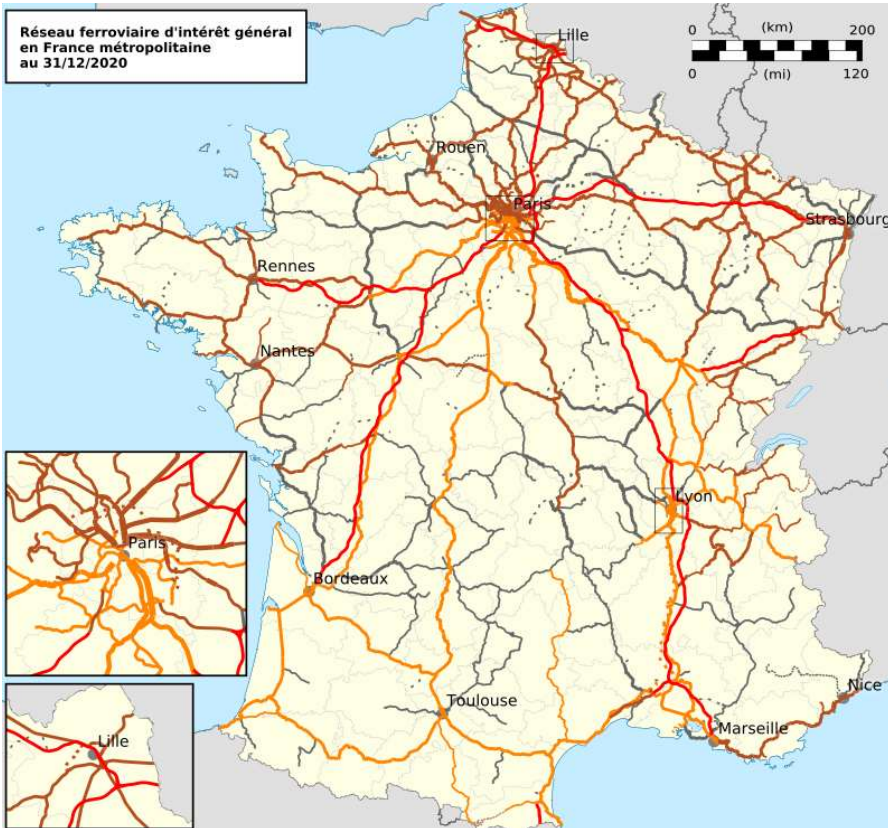 Réseau ferroviaire d'intérêt général
en France métropolitaine
au 31/12/2020
0 (km) 200
0 (mi) 120
Lille
Rouen
Paris
Strasbourg
Rennes
Nantes
Lyon
Bordeaux
Toulouse
Nice
Marseille
Paris
Lille